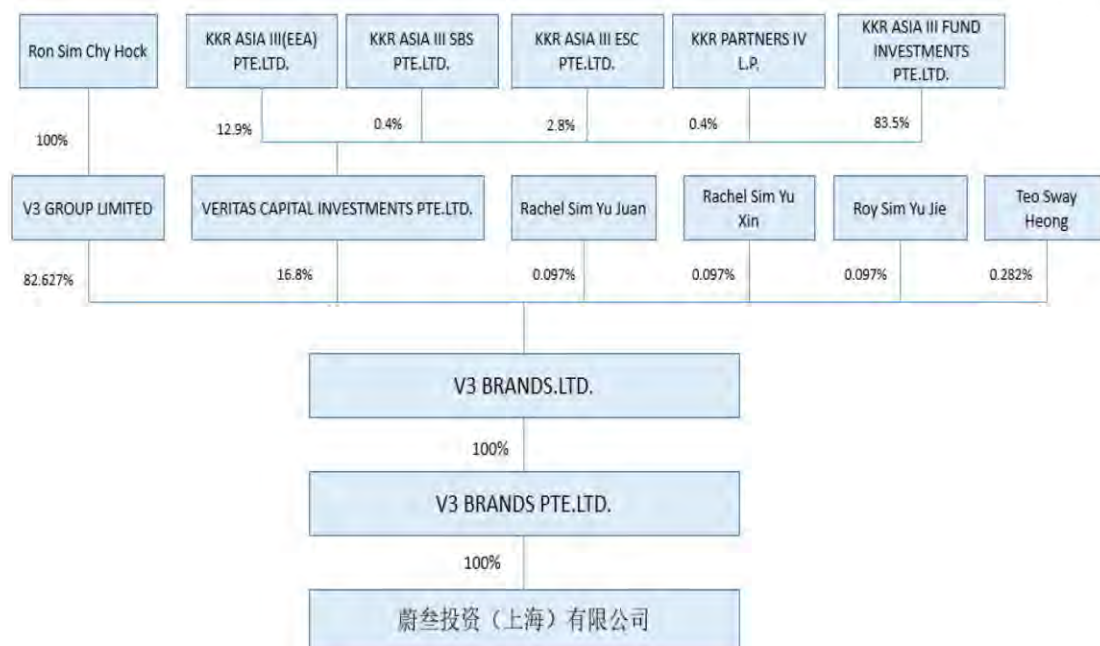 Ron Sim Chy Hock
KKR ASIA III(EEA)
PTE.LTD.
KKR ASIA III SBS
PTE.LTD.
KKR ASIA III ESC
PTE.LTD.
KKR PARTNERS IV
L.P.
KKR ASIA III FUND
INVESTMENTS
PTE.LTD.
100%
12.9%
0.4%
2.8%
0.4%
83.5%
V3 GROUP LIMITED
VERITAS CAPITAL INVESTMENTS PTE.LTD.
Rachel Sim Yu Juan
Rachel Sim Yu
Xin
Roy Sim Yu Jie
Teo Sway
Heong
82.627%
16.8%
0.097%
0.097%
0.097%
0.282%
V3 BRANDS.LTD.
100%
V3 BRANDS PTE.LTD.
100%
蔚叁投资（上海）有限公司